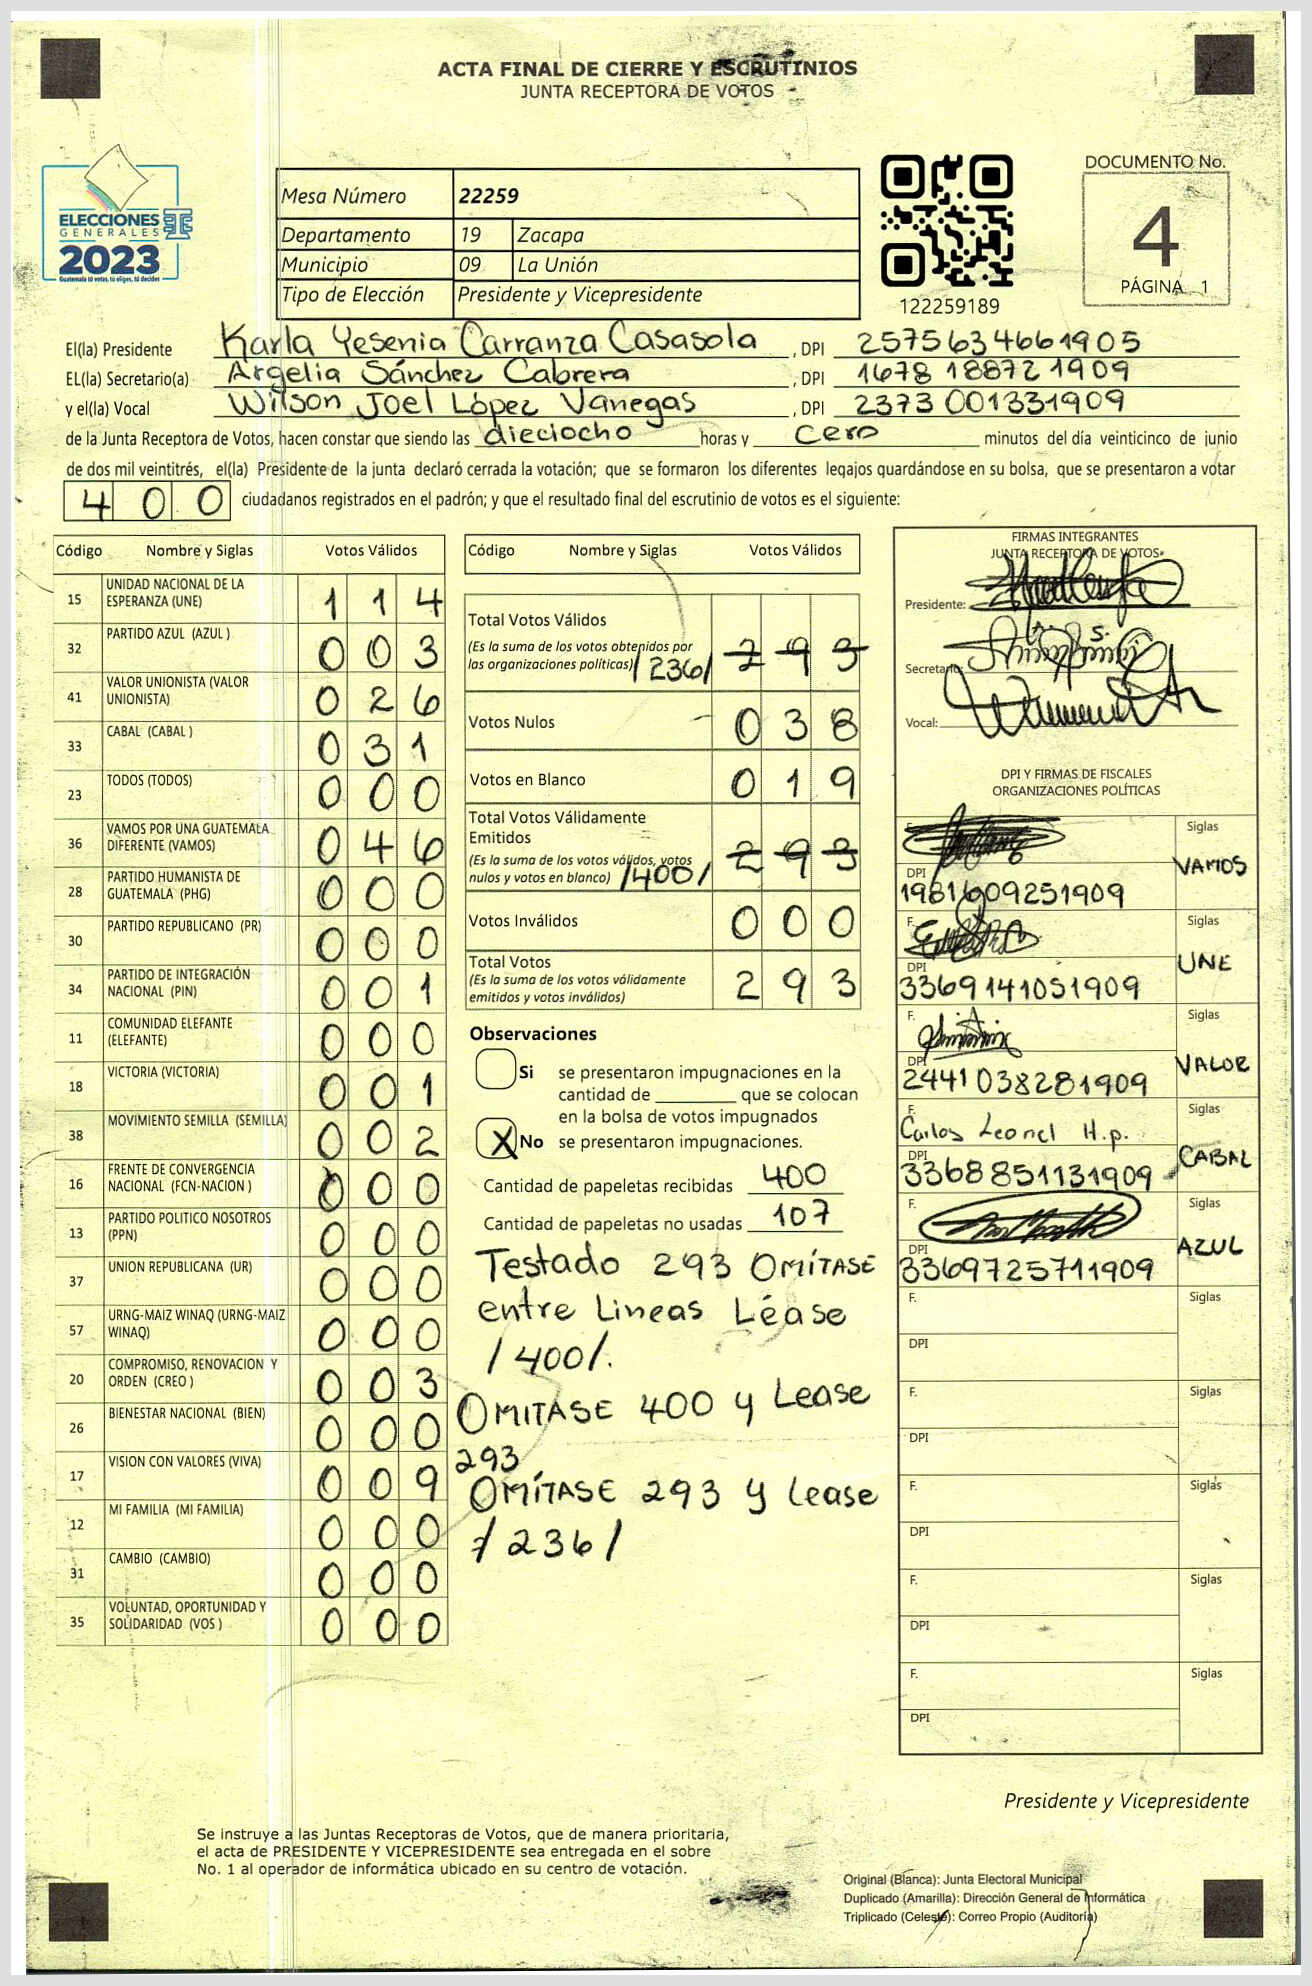 ACTA FINAL DE CIERRE Y ESCRUTINIOS
JUNTA RECEPTORA DE VOTOS
ELECCIONES
GENERALES
2023
Guatemala tú votas, tú eliges, tú decides
Mesa Número 22259
Departamento 19 Zacapa
Municipio 09 La Unión
Tipo de Elección Presidente y Vicepresidente
122259189
DOCUMENTO No.
4
PÁGINA 1
El(la) Presidente Karla Yesenia Carranza Casasola , DPI 2575634661905
EL(la) Secretario(a) Argelia Sánchez Cabrera , DPI 1678 18872 1909
y el(la) Vocal Wilson Joel López Vanegas , DPI 2373 001331909
de la Junta Receptora de Votos, hacen constar que siendo las dieciocho horas y cero minutos del día veinticinco de junio
de dos mil veintitrés, el(la) Presidente de la junta declaró cerrada la votación; que se formaron los diferentes legajos quardándose en su bolsa, que se presentaron a votar
400 ciudadanos registrados en el padrón; y que el resultado final del escrutinio de votos es el siguiente:
Código Nombre y Siglas Votos Válidos
15 UNIDAD NACIONAL DE LA ESPERANZA (UNE) 1 1 4
32 PARTIDO AZUL (AZUL ) 0 0 3
41 VALOR UNIONISTA (VALOR UNIONISTA) 0 2 6
33 CABAL (CABAL ) 0 3 1
23 TODOS (TODOS) 0 0 0
36 VAMOS POR UNA GUATEMALA DIFERENTE (VAMOS) 0 4 6
28 PARTIDO HUMANISTA DE GUATEMALA (PHG) 0 0 0
30 PARTIDO REPUBLICANO (PR) 0 0 0
34 PARTIDO DE INTEGRACIÓN NACIONAL (PIN) 0 0 1
11 COMUNIDAD ELEFANTE (ELEFANTE) 0 0 0
18 VICTORIA (VICTORIA) 0 0 1
38 MOVIMIENTO SEMILLA (SEMILLA) 0 0 2
16 FRENTE DE CONVERGENCIA NACIONAL (FCN-NACION ) 0 0 0
13 PARTIDO POLITICO NOSOTROS (PPN) 0 0 0
37 UNION REPUBLICANA (UR) 0 0 0
57 URNG-MAIZ WINAQ (URNG-MAIZ WINAQ) 0 0 0
20 COMPROMISO, RENOVACION Y ORDEN (CREO ) 0 0 3
26 BIENESTAR NACIONAL (BIEN) 0 0 0
17 VISION CON VALORES (VIVA) 0 0 9
12 MI FAMILIA (MI FAMILIA) 0 0 0
31 CAMBIO (CAMBIO) 0 0 0
35 VOLUNTAD, OPORTUNIDAD Y SOLIDARIDAD (VOS ) 0 0 0
Código Nombre y Siglas Votos Válidos
Total Votos Válidos
(Es la suma de los votos obtenidos por
las organizaciones políticas) /236/ 2 9 3
Votos Nulos 0 3 8
Votos en Blanco 0 1 9
Total Votos Válidamente
Emitidos
(Es la suma de los votos válidos, votos
nulos y votos en blanco) /400/ 2 9 3
Votos Inválidos 0 0 0
Total Votos
(Es la suma de los votos válidamente
emitidos y votos inválidos) 2 9 3
Observaciones
Si se presentaron impugnaciones en la
cantidad de ________ que se colocan
en la bolsa de votos impugnados
X No se presentaron impugnaciones.
Cantidad de papeletas recibidas 400
Cantidad de papeletas no usadas 107
Testado 293 OMÍTASE
entre Lineas Léase
/400/.
OMITASE 400 y Lease
293
OMÍTASE 293 y Lease
/236/
FIRMAS INTEGRANTES
JUNTA RECEPTORA DE VOTOS
Presidente:
Secretario:
Vocal:
DPI Y FIRMAS DE FISCALES
ORGANIZACIONES POLÍTICAS
F. Siglas VAMOS
DPI 1981609251909
F. Siglas UNE
DPI 3369141051909
F. Siglas VALOR
DPI 2441038281909
F. Carlos Leonel H.p. Siglas CABAL
DPI 3368851131909
F. Siglas AZUL
DPI 3369725711909
F. Siglas
DPI
F. Siglas
DPI
F. Siglas
DPI
F. Siglas
DPI
F. Siglas
DPI
Presidente y Vicepresidente
Se instruye a las Juntas Receptoras de Votos, que de manera prioritaria,
el acta de PRESIDENTE Y VICEPRESIDENTE sea entregada en el sobre
No. 1 al operador de informática ubicado en su centro de votación.
Original (Blanca): Junta Electoral Municipal
Duplicado (Amarilla): Dirección General de Informática
Triplicado (Celeste): Correo Propio (Auditoría)